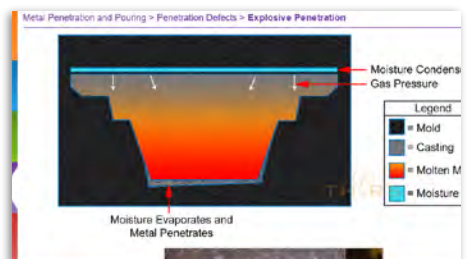 Metal Penetration and Pouring > Penetration Defects > Explosive Penetration
Moisture Condens
Gas Pressure
Legend
= Mold
= Casting
= Molten M
= Moisture
Moisture Evaporates and
Metal Penetrates